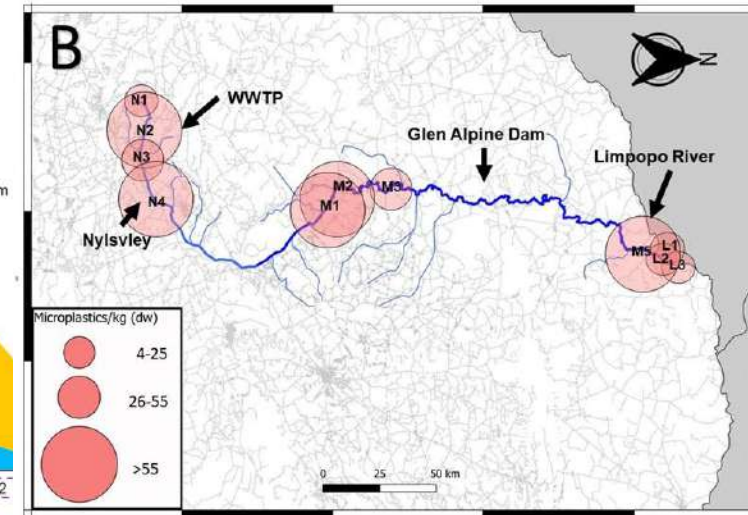 B
N
N1
N2
WWTP
N3
N4
Nylsvley
M2
M1
M3
Glen Alpine Dam
Limpopo River
M5
L1
L2
L3
Microplastics/kg (dw)
4-25
26-55
>55
0 25 50 km
m
2